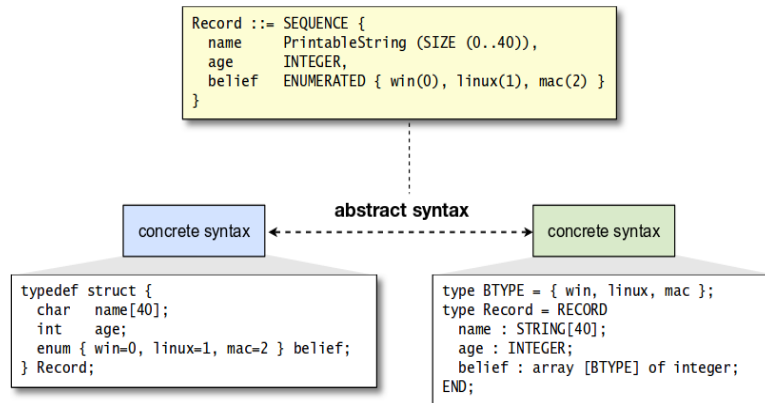 Record ::= SEQUENCE {
name PrintableString (SIZE (0..40)),
age INTEGER,
belief ENUMERATED { win(0), linux(1), mac(2) }
}
abstract syntax
concrete syntax
concrete syntax
typedef struct {
char name[40];
int age;
enum { win=0, linux=1, mac=2 } belief;
} Record;
type BTYPE = { win, linux, mac };
type Record = RECORD
name : STRING[40];
age : INTEGER;
belief : array [BTYPE] of integer;
END;